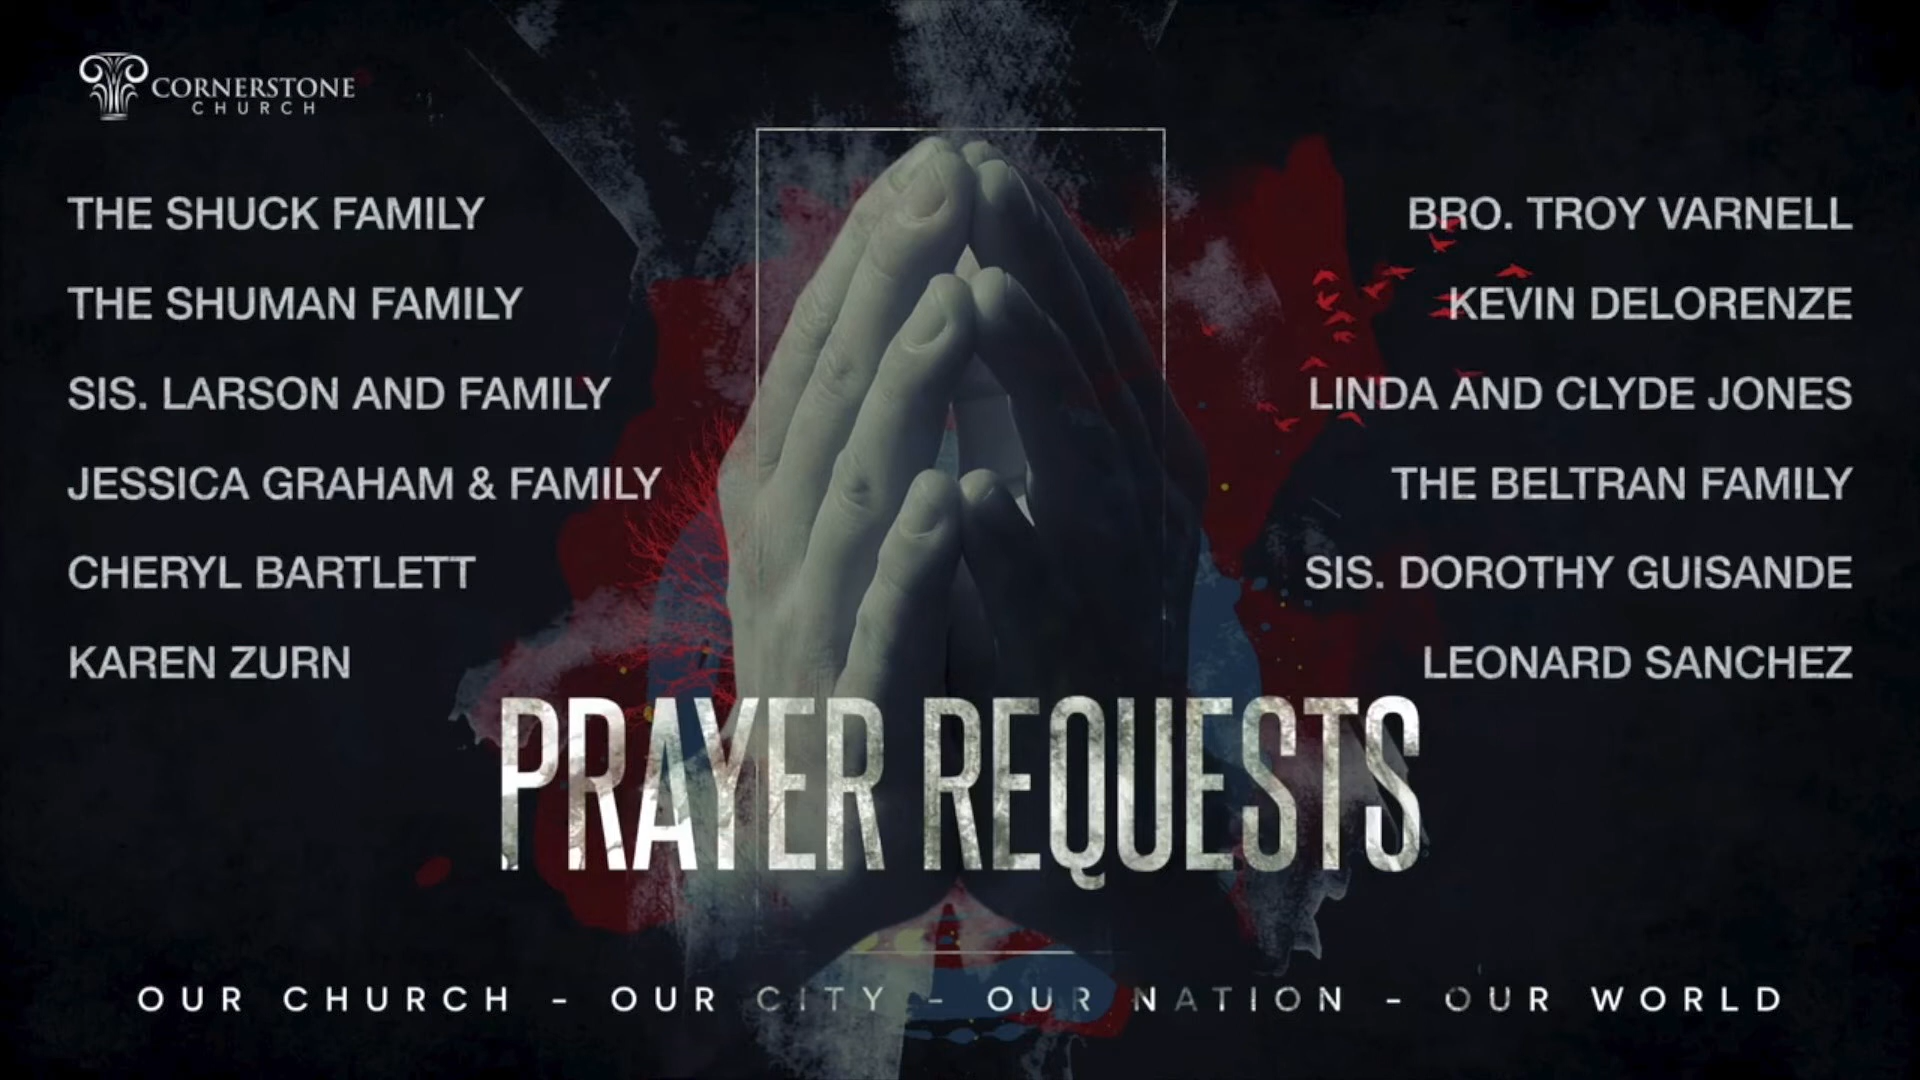 CORNERSTONE
CHURCH
THE SHUCK FAMILY
THE SHUMAN FAMILY
SIS. LARSON AND FAMILY
JESSICA GRAHAM & FAMILY
CHERYL BARTLETT
KAREN ZURN
BRO. TROY VARNELL
KEVIN DELORENZE
LINDA AND CLYDE JONES
THE BELTRAN FAMILY
SIS. DOROTHY GUISANDE
LEONARD SANCHEZ
PRAYER REQUESTS
OUR CHURCH - OUR CITY - OUR NATION - OUR WORLD